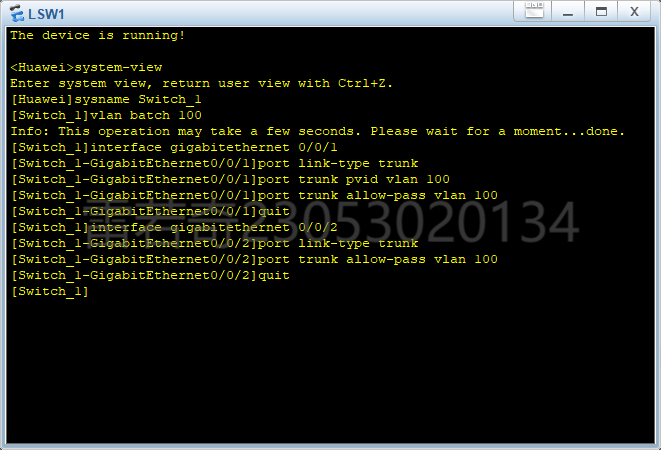 LSW1
The device is running!
<Huawei>system-view
Enter system view, return user view with Ctrl+Z.
[Huawei]sysname Switch_1
[Switch_1]vlan batch 100
Info: This operation may take a few seconds. Please wait for a moment...done.
[Switch_1]interface gigabitethernet 0/0/1
[Switch_1-GigabitEthernet0/0/1]port link-type trunk
[Switch_1-GigabitEthernet0/0/1]port trunk pvid vlan 100
[Switch_1-GigabitEthernet0/0/1]port trunk allow-pass vlan 100
[Switch_1-GigabitEthernet0/0/1]quit
[Switch_1]interface gigabitethernet 0/0/2
[Switch_1-GigabitEthernet0/0/2]port link-type trunk
[Switch_1-GigabitEthernet0/0/2]port trunk allow-pass vlan 100
[Switch_1-GigabitEthernet0/0/2]quit
[Switch_1]
23053020134